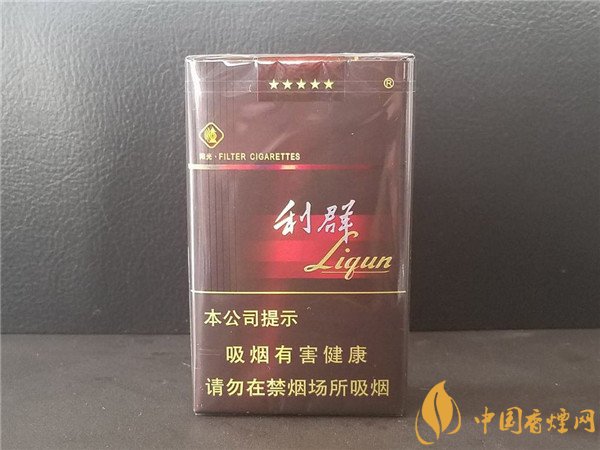 ★★★★★ ®
阳光·FILTER CIGARETTES
利群
Liqun
本公司提示
吸烟有害健康
请勿在禁烟场所吸烟
中国香煙网